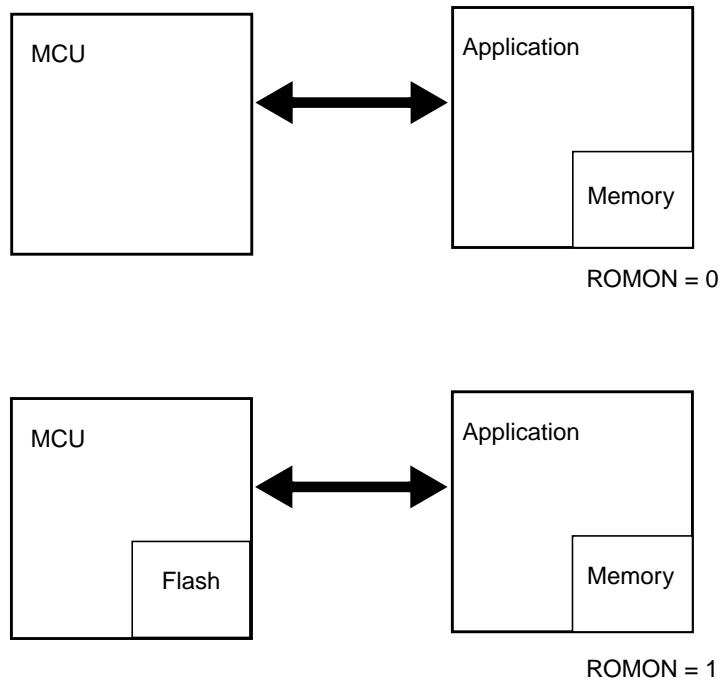 MCU
Application
Memory
ROMON = 0
MCU
Application
Flash
Memory
ROMON = 1